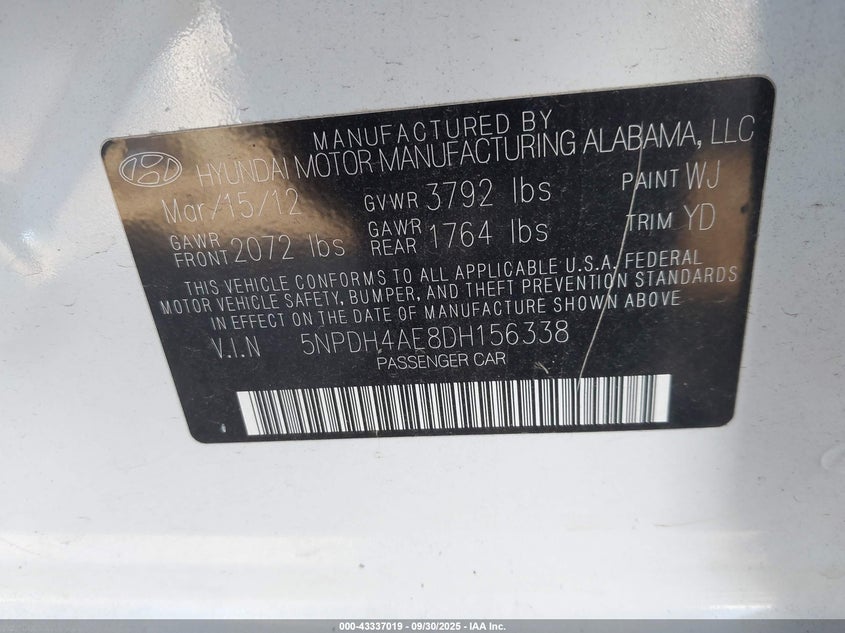 MANUFACTURED BY
HYUNDAI MOTOR MANUFACTURING ALABAMA, LLC
Mar/15/12 GVWR 3792 lbs PAINT WJ
GAWR FRONT 2072 lbs GAWR REAR 1764 lbs TRIM YD
THIS VEHICLE CONFORMS TO ALL APPLICABLE U.S.A. FEDERAL
MOTOR VEHICLE SAFETY, BUMPER, AND THEFT PREVENTION STANDARDS
IN EFFECT ON THE DATE OF MANUFACTURE SHOWN ABOVE
V.I.N 5NPDH4AE8DH156338
PASSENGER CAR
000-43337019 - 09/30/2025 - IAA Inc.